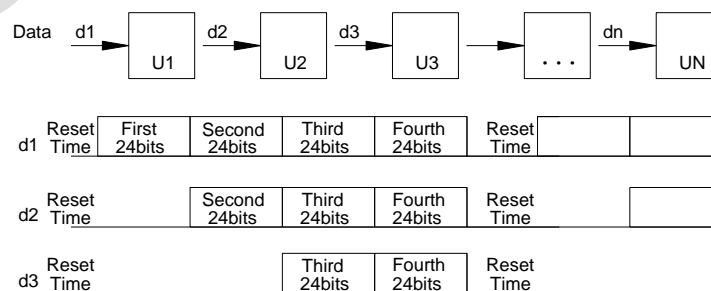 Data d1 d2 d3 dn
U1 U2 U3 . . . UN
Reset First Second Third Fourth Reset
d1 Time 24bits 24bits 24bits 24bits Time
Reset Second Third Fourth Reset
d2 Time 24bits 24bits 24bits Time
Reset Third Fourth Reset
d3 Time 24bits 24bits Time